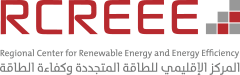 RCREEE
Regional Center for Renewable Energy and Energy Efficiency
المركز الإقليمي للطاقة المتجددة وكفاءة الطاقة